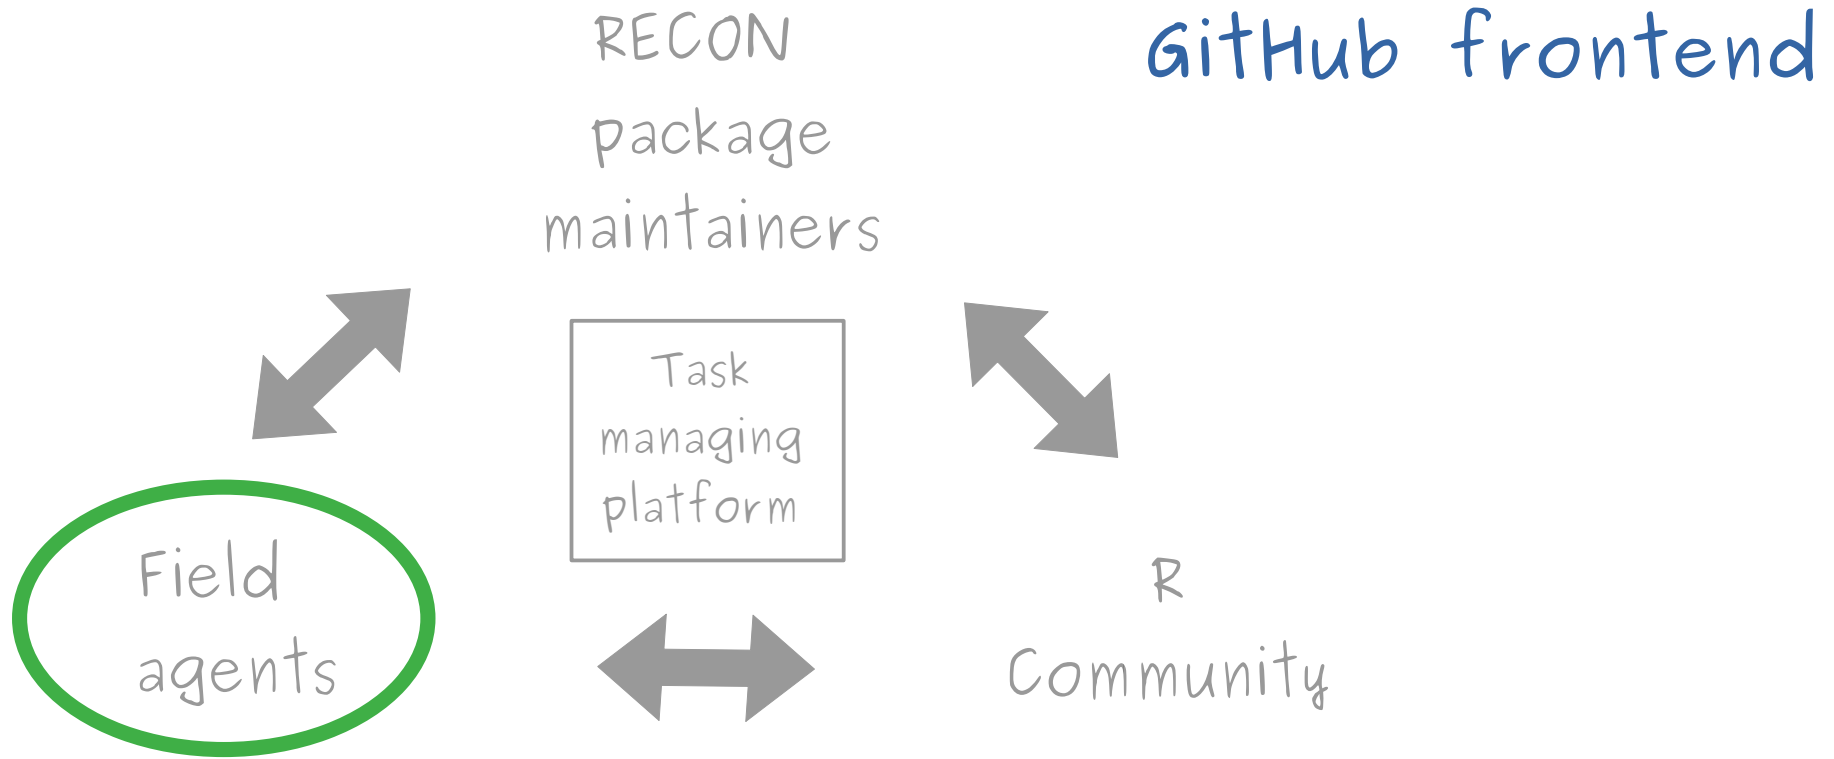 RECON
package
maintainers
GitHub frontend
Task
managing
platform
Field
agents
R
Community